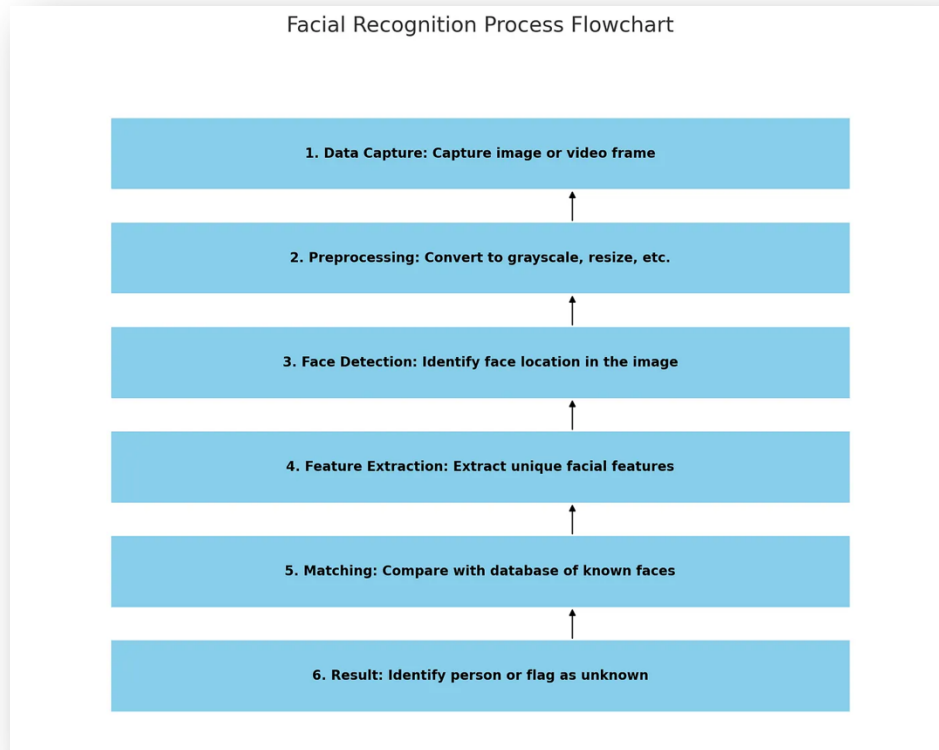 Facial Recognition Process Flowchart
1. Data Capture: Capture image or video frame
2. Preprocessing: Convert to grayscale, resize, etc.
3. Face Detection: Identify face location in the image
4. Feature Extraction: Extract unique facial features
5. Matching: Compare with database of known faces
6. Result: Identify person or flag as unknown